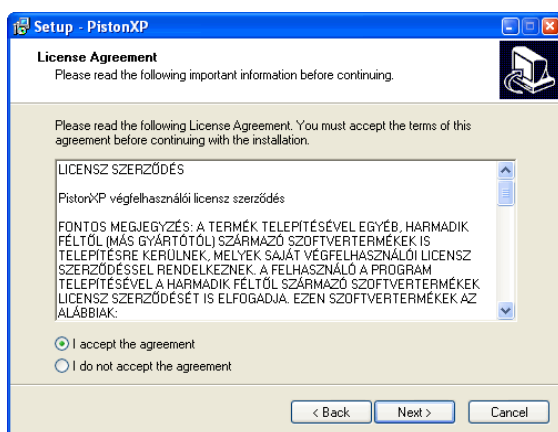 Setup - PistonXP
License Agreement
Please read the following important information before continuing.
Please read the following License Agreement. You must accept the terms of this
agreement before continuing with the installation.
LICENSZ SZERZŐDÉS
PistonXP végfelhasználói licensz szerződés
FONTOS MEGJEGYZÉS: A TERMÉK TELEPÍTÉSÉVEL EGYÉB, HARMADIK
FÉLTŐL (MÁS GYÁRTÓTÓL) SZÁRMAZÓ SZOFTVERTERMÉKEK IS
TELEPÍTÉSRE KERÜLNEK, MELYEK SAJÁT VÉGFELHASZNÁLÓI LICENSZ
SZERZŐDÉSSEL RENDELKEZNEK. A FELHASZNÁLÓ A PROGRAM
TELEPÍTÉSÉVEL A HARMADIK FÉLTŐL SZÁRMAZÓ SZOFTVERTERMÉKEK
LICENSZ SZERZŐDÉSÉT IS ELFOGADJA. EZEN SZOFTVERTERMÉKEK AZ
ALÁBBIAK:
I accept the agreement
I do not accept the agreement
< Back Next > Cancel